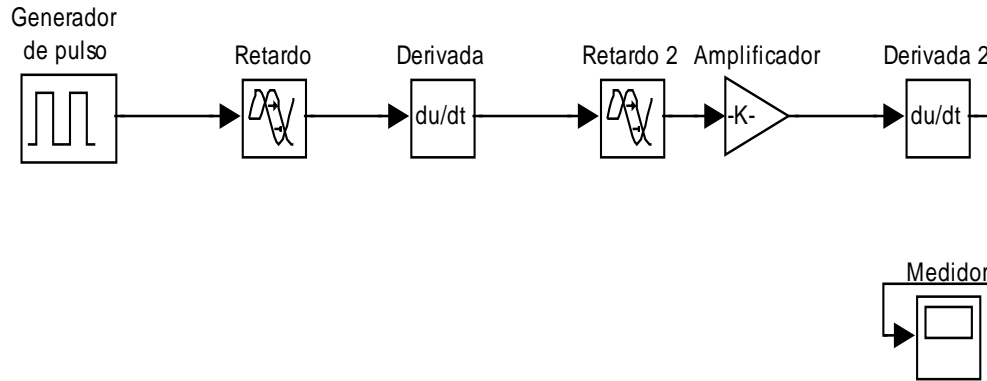 Generador
de pulso
Retardo
Derivada
Retardo 2
Amplificador
Derivada 2
du/dt
-K-
du/dt
Medidor